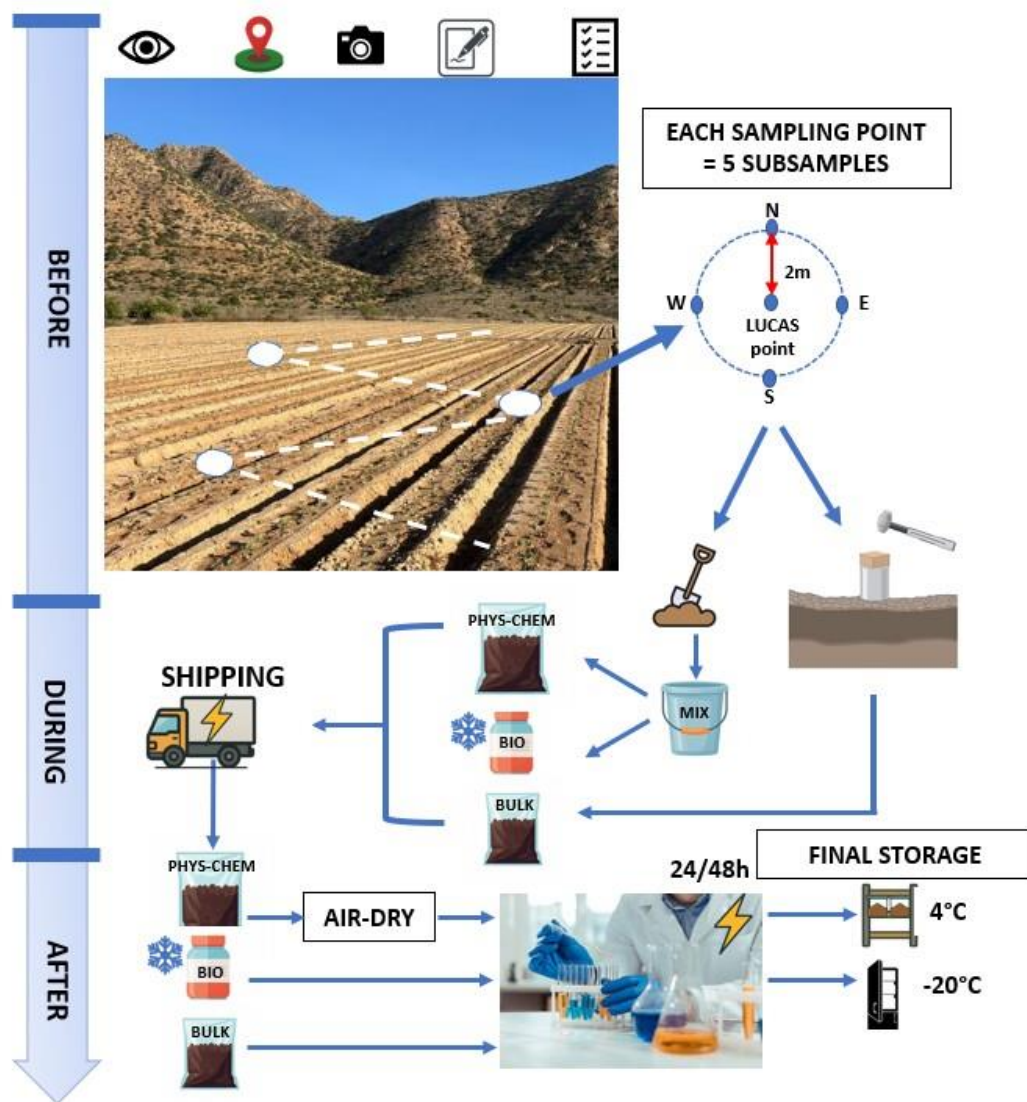 BEFORE
EACH SAMPLING POINT
= 5 SUBSAMPLES
N
2m
W
E
LUCAS
point
S
DURING
PHYS-CHEM
SHIPPING
MIX
BIO
BULK
AFTER
PHYS-CHEM
24/48h
FINAL STORAGE
AIR-DRY
4°C
BIO
-20°C
BULK